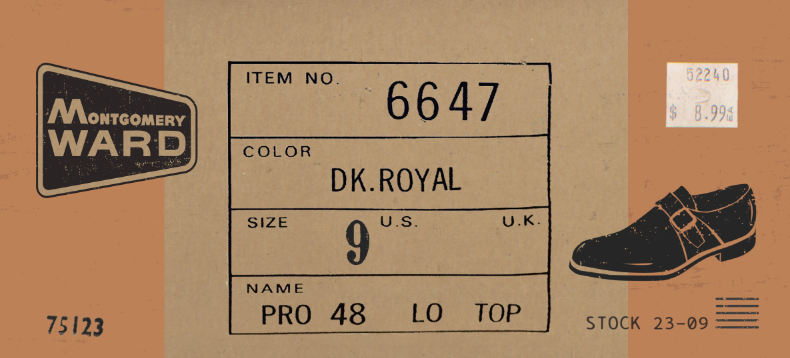 MONTGOMERY
WARD
ITEM NO.
6647
COLOR
DK.ROYAL
SIZE
9
U.S.
U.K.
NAME
PRO 48 LO TOP
52240
$ 8.99
75123
STOCK 23-09